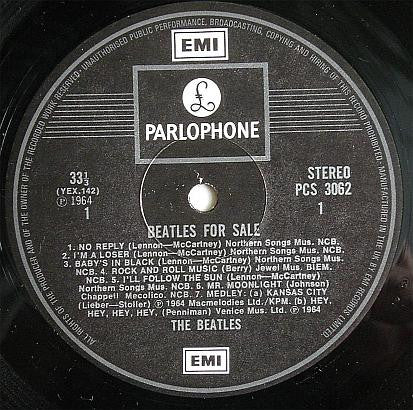 UNAUTHORISED PUBLIC PERFORMANCE, BROADCASTING, COPYING AND HIRING OF THIS RECORD PROHIBITED. MANUFACTURED IN THE UK BY EMI RECORDS LIMITED
ALL RIGHTS OF THE PRODUCER AND OF THE OWNER OF THE RECORDED WORK RESERVED.
EMI
£
PARLOPHONE
33⅓
(YEX.142)
℗ 1964
1
STEREO
PCS 3062
1
BEATLES FOR SALE
1. NO REPLY (Lennon—McCartney) Northern Songs Mus. NCB.
2. I'M A LOSER (Lennon—McCartney) Northern Songs Mus. NCB.
3. BABY'S IN BLACK (Lennon—McCartney) Northern Songs Mus.
NCB. 4. ROCK AND ROLL MUSIC (Berry) Jewel Mus. BIEM.
NCB. 5. I'LL FOLLOW THE SUN (Lennon—McCartney)
Northern Songs Mus. NCB. 6. MR. MOONLIGHT (Johnson)
Chappell Mecolico. NCB. 7. MEDLEY: (a) KANSAS CITY
(Lieber—Stoller) ℗ 1964 Macmelodies Ltd./KPM. (b) HEY,
HEY, HEY, HEY, (Penniman) Venice Mus. Ltd. ℗ 1964
THE BEATLES
EMI